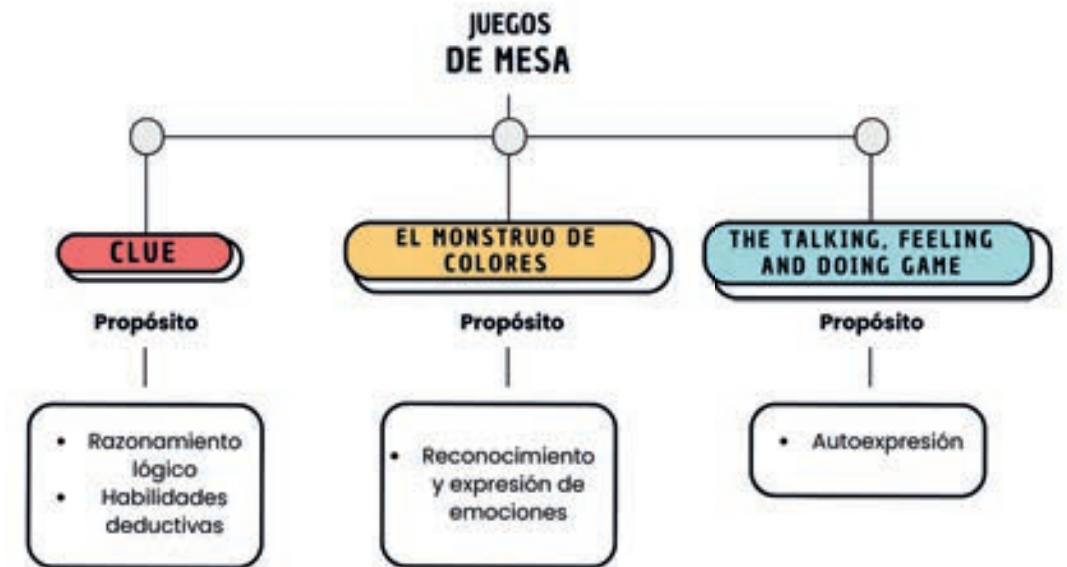 JUEGOS
DE MESA
CLUE
EL MONSTRUO DE
COLORES
THE TALKING, FEELING
AND DOING GAME
Propósito
Propósito
Propósito
• Razonamiento
lógico
• Habilidades
deductivas
• Reconocimiento
y expresión de
emociones
• Autoexpresión